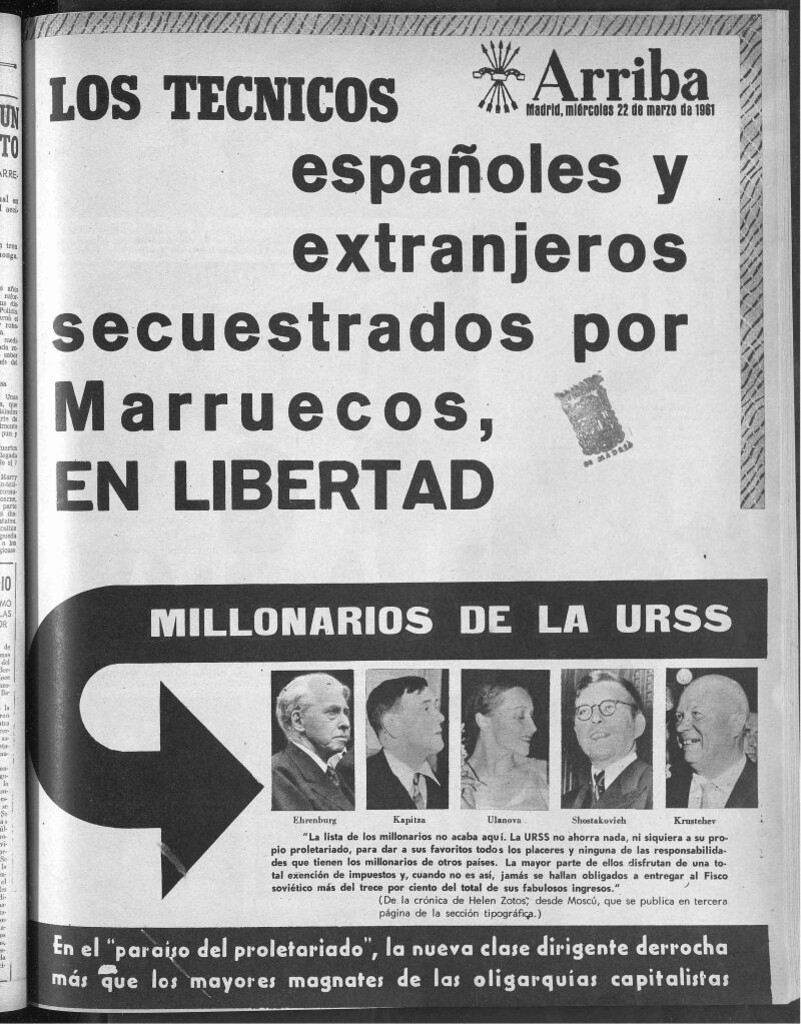 LOS TECNICOS
Arriba
Madrid, miércoles 22 de marzo de 1961
españoles y
extranjeros
secuestrados por
Marruecos,
EN LIBERTAD
DE MADRID
MILLONARIOS DE LA URSS
Ehrenburg Kapitza Ulanova Shostakovich Krustchev
"La lista de los millonarios no acaba aquí. La URSS no ahorra nada, ni siquiera a su pro-
pio proletariado, para dar a sus favoritos todos los placeres y ninguna de las responsabilida-
des que tienen los millonarios de otros países. La mayor parte de ellos disfrutan de una to-
tal exención de impuestos y, cuando no es así, jamás se hallan obligados a entregar al Fisco
soviético más del trece por ciento del total de sus fabulosos ingresos."
(De la crónica de Helen Zotos, desde Moscú, que se publica en tercera
página de la sección tipográfica.)
En el "paraíso del proletariado", la nueva clase dirigente derrocha
más que los mayores magnates de las oligarquías capitalistas